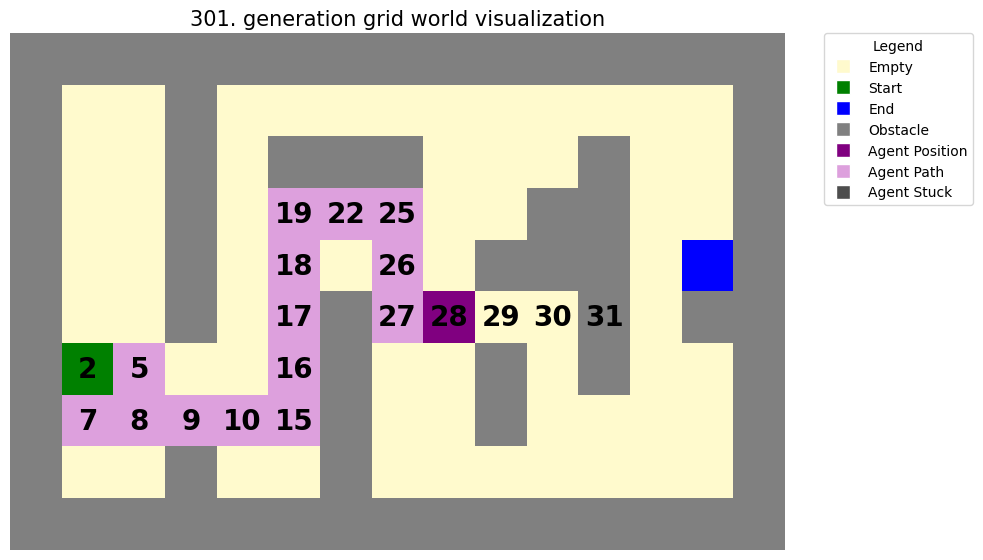 301. generation grid world visualization
Legend
Empty
Start
End
Obstacle
Agent Position
Agent Path
Agent Stuck
19 22 25
18 26
17 27 28 29 30 31
2 5 16
7 8 9 10 15